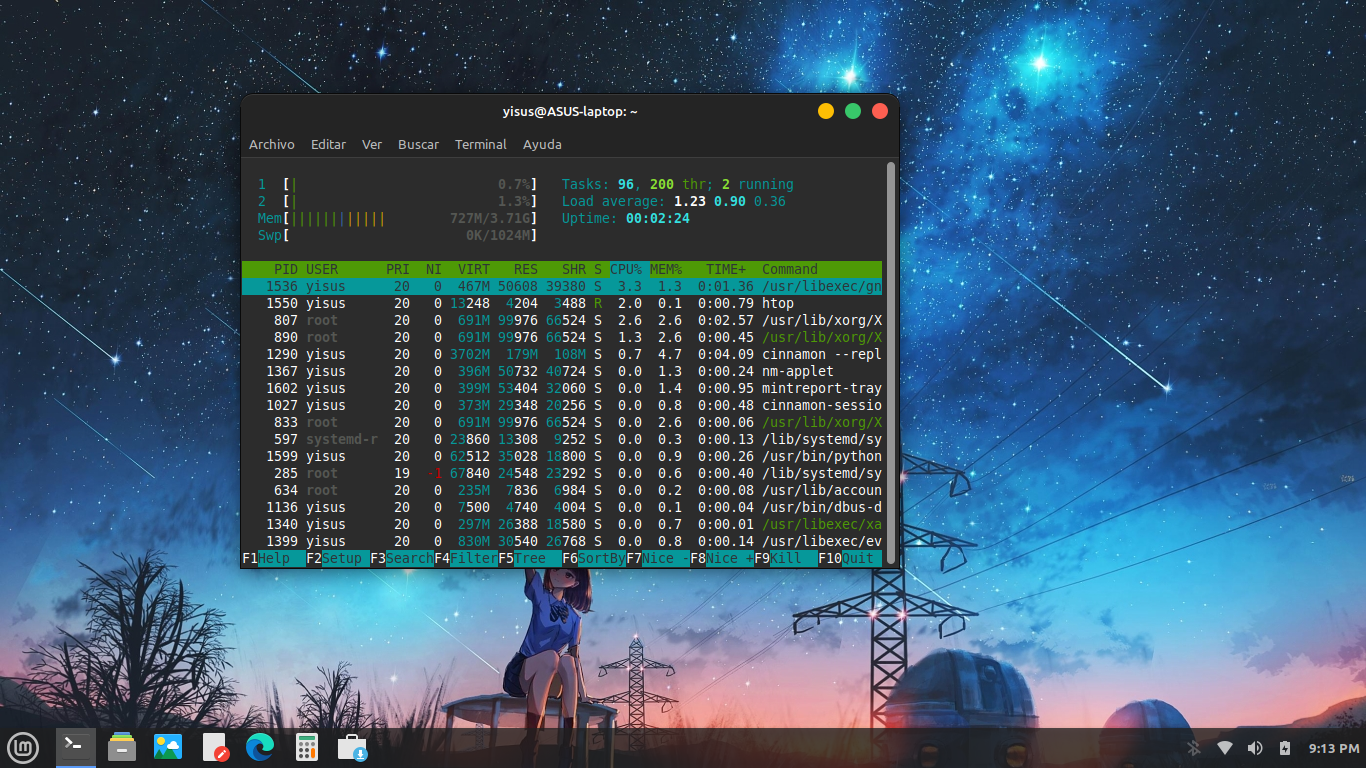 yisus@ASUS-laptop: ~
Archivo Editar Ver Buscar Terminal Ayuda
1 [| 0.7%] Tasks: 96, 200 thr; 2 running
2 [| 1.3%] Load average: 1.23 0.90 0.36
Mem[|||||||||||| 727M/3.71G] Uptime: 00:02:24
Swp[ 0K/1024M]
PID USER PRI NI VIRT RES SHR S CPU% MEM% TIME+ Command
1536 yisus 20 0 467M 50608 39380 S 3.3 1.3 0:01.36 /usr/libexec/gn
1550 yisus 20 0 13248 4204 3488 R 2.0 0.1 0:00.79 htop
807 root 20 0 691M 99976 66524 S 2.6 2.6 0:02.57 /usr/lib/xorg/X
890 root 20 0 691M 99976 66524 S 1.3 2.6 0:00.45 /usr/lib/xorg/X
1290 yisus 20 0 3702M 179M 108M S 0.7 4.7 0:04.09 cinnamon --repl
1367 yisus 20 0 396M 50732 40724 S 0.0 1.3 0:00.24 nm-applet
1602 yisus 20 0 399M 53404 32060 S 0.0 1.4 0:00.95 mintreport-tray
1027 yisus 20 0 373M 29348 20256 S 0.0 0.8 0:00.48 cinnamon-sessio
833 root 20 0 691M 99976 66524 S 0.0 2.6 0:00.06 /usr/lib/xorg/X
597 systemd-r 20 0 23860 13308 9252 S 0.0 0.3 0:00.13 /lib/systemd/sy
1599 yisus 20 0 62512 35028 18800 S 0.0 0.9 0:00.26 /usr/bin/python
285 root 19 -1 67840 24548 23292 S 0.0 0.6 0:00.40 /lib/systemd/sy
634 root 20 0 235M 7836 6984 S 0.0 0.2 0:00.08 /usr/lib/accoun
1136 yisus 20 0 7500 4740 4004 S 0.0 0.1 0:00.04 /usr/bin/dbus-d
1340 yisus 20 0 297M 26388 18580 S 0.0 0.7 0:00.01 /usr/libexec/xa
1399 yisus 20 0 830M 30540 26768 S 0.0 0.8 0:00.14 /usr/libexec/ev
F1Help F2Setup F3SearchF4FilterF5Tree F6SortByF7Nice -F8Nice +F9Kill F10Quit
9:13 PM